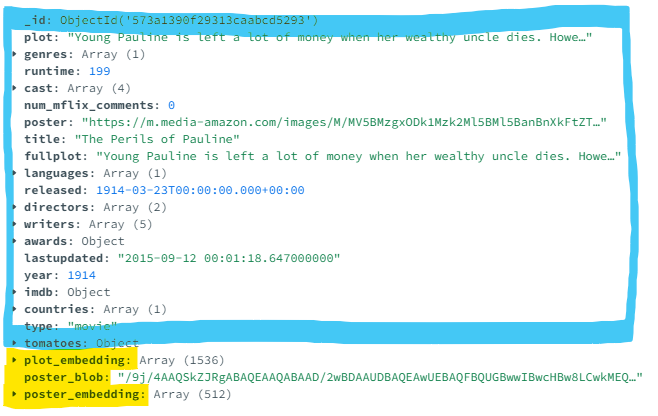 _id: ObjectId('573a1390f29313caabcd5293')
plot: "Young Pauline is left a lot of money when her wealthy uncle dies. Howe…"
genres: Array (1)
runtime: 199
cast: Array (4)
num_mflix_comments: 0
poster: "https://m.media-amazon.com/images/M/MV5BMzgxODk1Mzk2Ml5BMl5BanBnXkFtZT…"
title: "The Perils of Pauline"
fullplot: "Young Pauline is left a lot of money when her wealthy uncle dies. Howe…"
languages: Array (1)
released: 1914-03-23T00:00:00.000+00:00
directors: Array (2)
writers: Array (5)
awards: Object
lastupdated: "2015-09-12 00:01:18.647000000"
year: 1914
imdb: Object
countries: Array (1)
type: "movie"
tomatoes: Object
plot_embedding: Array (1536)
poster_blob: "/9j/4AAQSkZJRgABAQEAAQABAAD/2wBDAAUDBAQEAwUEBAQFBQUGBwwIBwcHBw8LCwkMEQ…"
poster_embedding: Array (512)